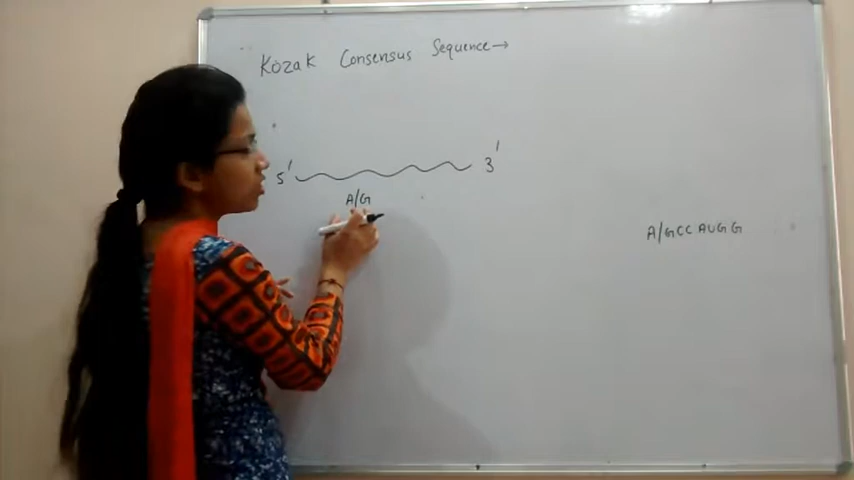 Kozak Consensus Sequence →
5' 3'
A/G
A/GCC AUG G